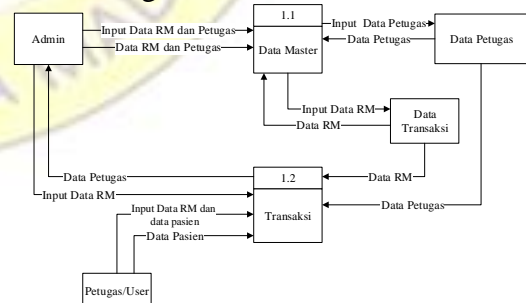 1.1
Admin
Input Data RM dan Petugas
Data RM dan Petugas
Data Master
Input Data Petugas
Data Petugas
Data Petugas
Input Data RM
Data RM
Data
Transaksi
Data Petugas
Input Data RM
1.2
Transaksi
Data RM
Data Petugas
Input Data RM dan
data pasien
Data Pasien
Petugas/User